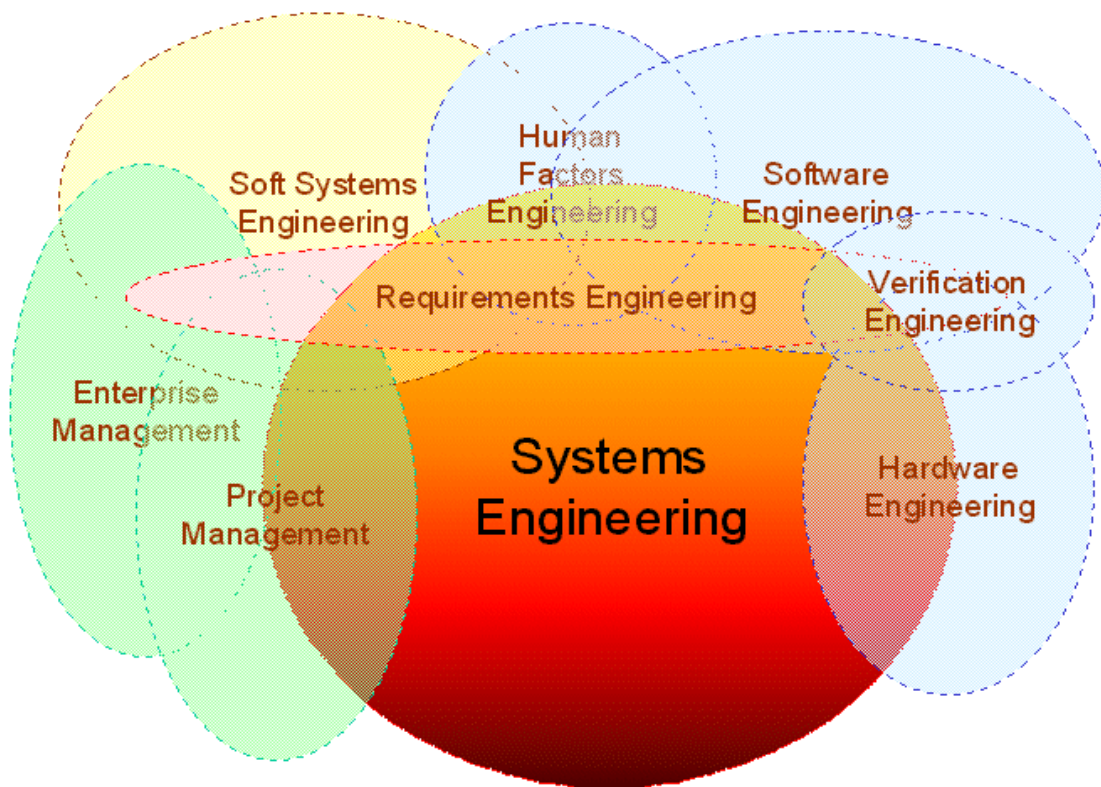 Human
Factors
Engineering
Soft Systems
Engineering
Software
Engineering
Requirements Engineering
Verification
Engineering
Enterprise
Management
Systems
Engineering
Hardware
Engineering
Project
Management